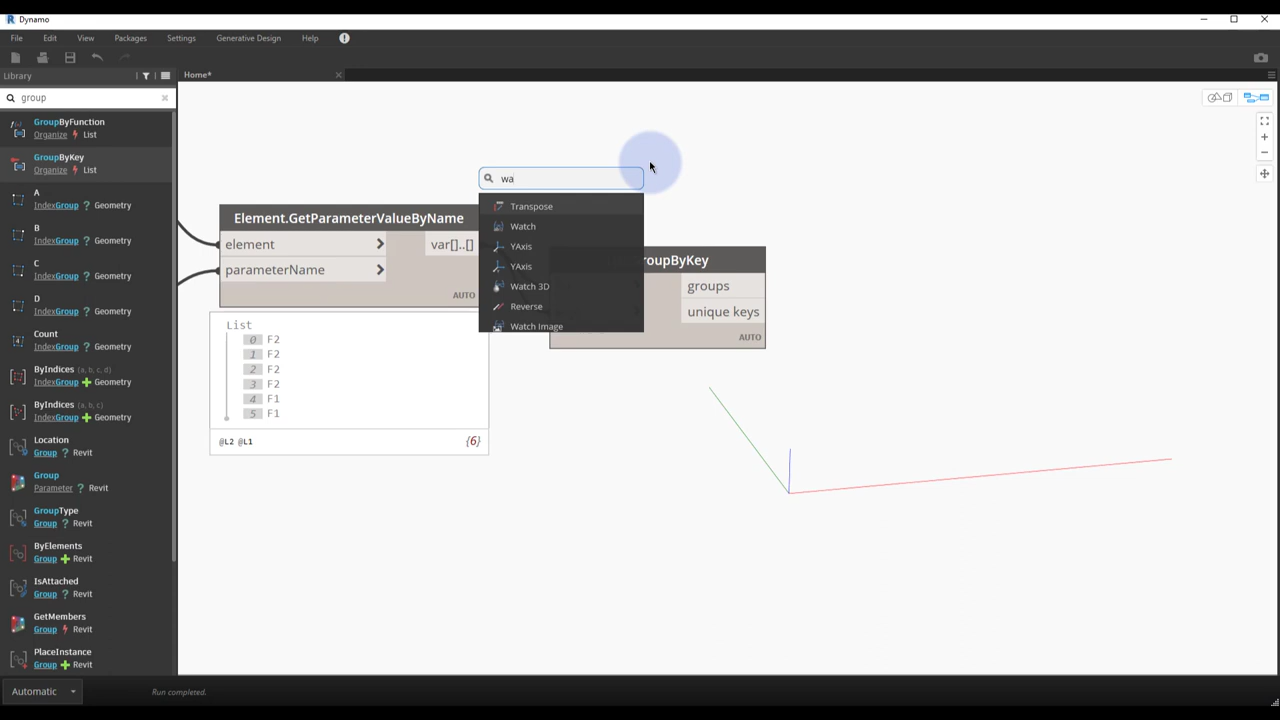 Dynamo
File Edit View Packages Settings Generative Design Help
Library
Home*
group
GroupByFunction
Organize List
GroupByKey
Organize List
A
IndexGroup ? Geometry
B
IndexGroup ? Geometry
C
IndexGroup ? Geometry
D
IndexGroup ? Geometry
Count
IndexGroup ? Geometry
ByIndices (a, b, c, d)
IndexGroup + Geometry
ByIndices (a, b, c)
IndexGroup + Geometry
Location
Group ? Revit
Group
Parameter ? Revit
GroupType
Group ? Revit
ByElements
Group + Revit
IsAttached
Group ? Revit
GetMembers
Group Revit
PlaceInstance
Group + Revit
wa
Transpose
Watch
YAxis
YAxis
Watch 3D
Reverse
Watch Image
Element.GetParameterValueByName
element > var[]..[]
parameterName >
AUTO
List
0 F2
1 F2
2 F2
3 F2
4 F1
5 F1
@L2 @L1 {6}
roupByKey
groups
unique keys
AUTO
Automatic
Run completed.